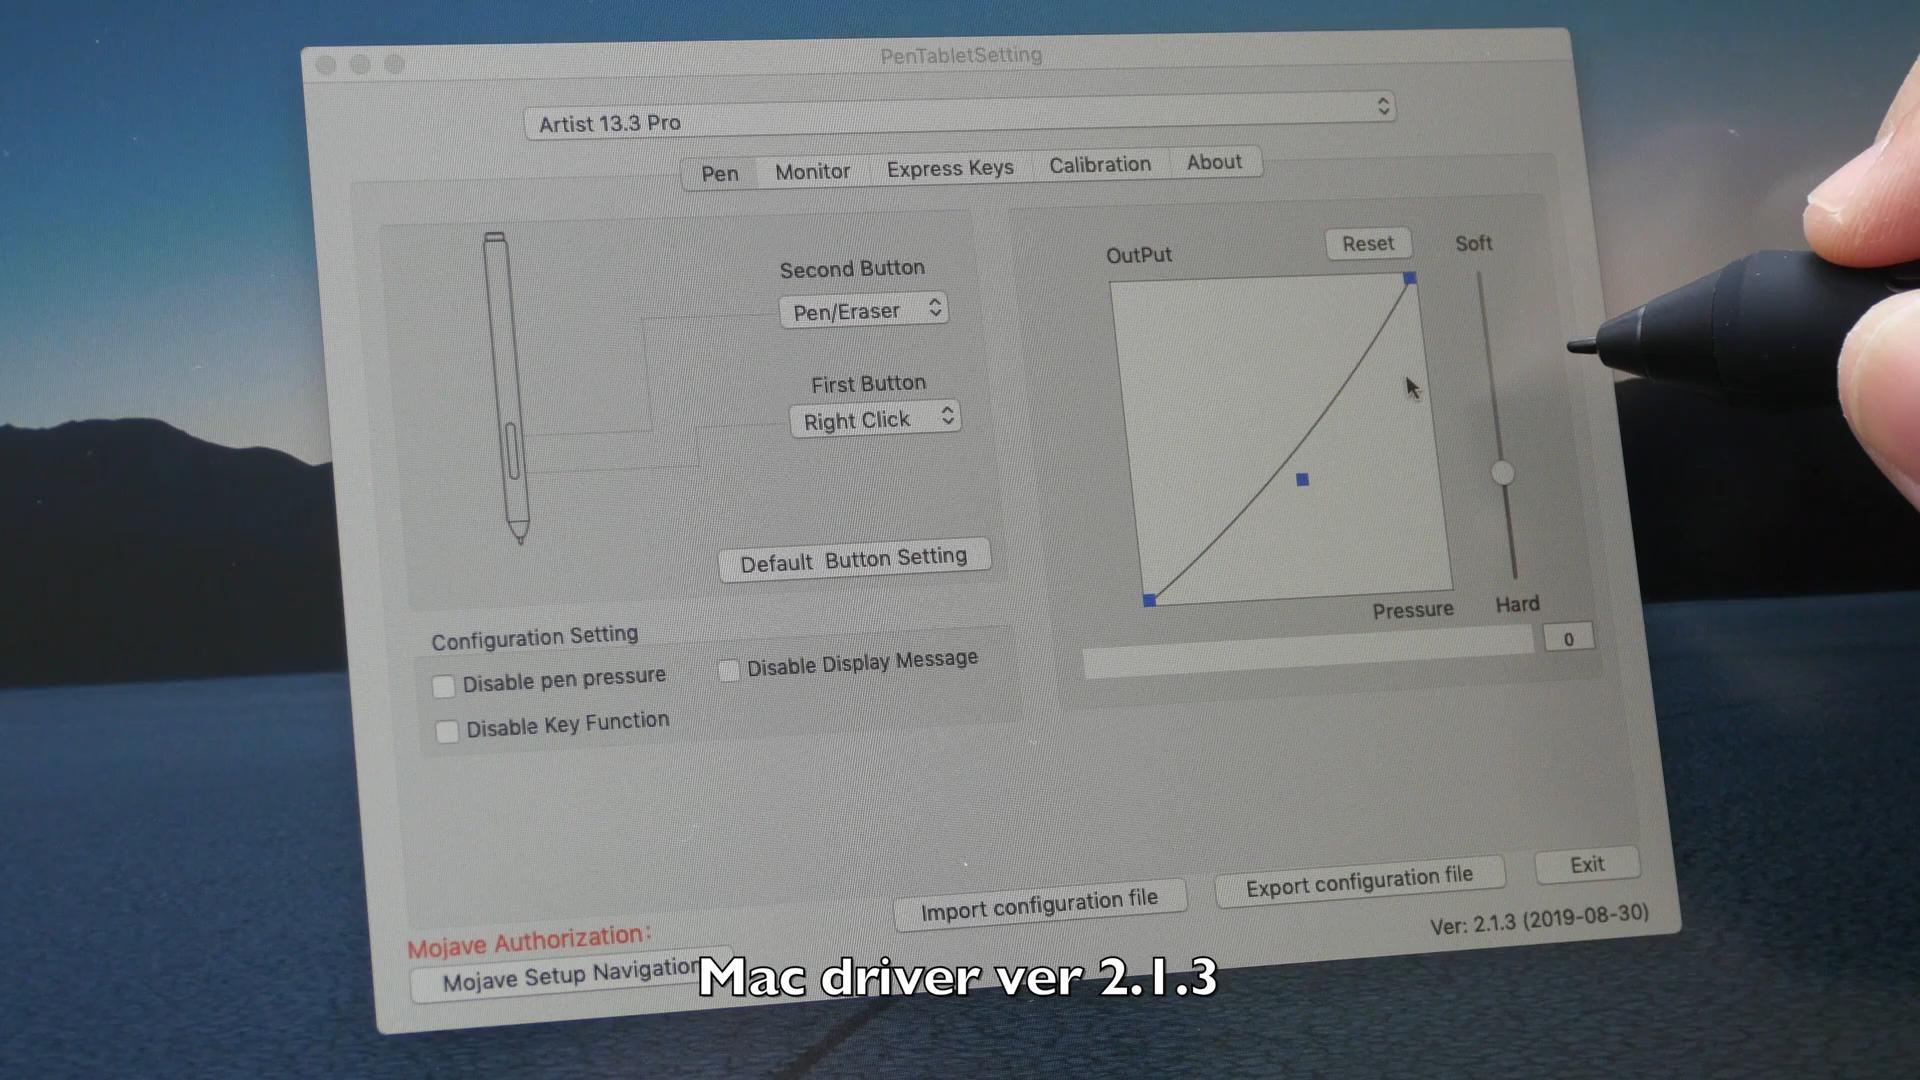 PenTabletSetting
Artist 13.3 Pro
Pen Monitor Express Keys Calibration About
Second Button
Pen/Eraser
First Button
Right Click
Default  Button Setting
OutPut
Reset
Soft
Pressure
Hard
0
Configuration Setting
Disable pen pressure
Disable Display Message
Disable Key Function
Import configuration file
Export configuration file
Exit
Ver: 2.1.3 (2019-08-30)
Mojave Authorization:
Mojave Setup Navigation
Mac driver ver 2.1.3